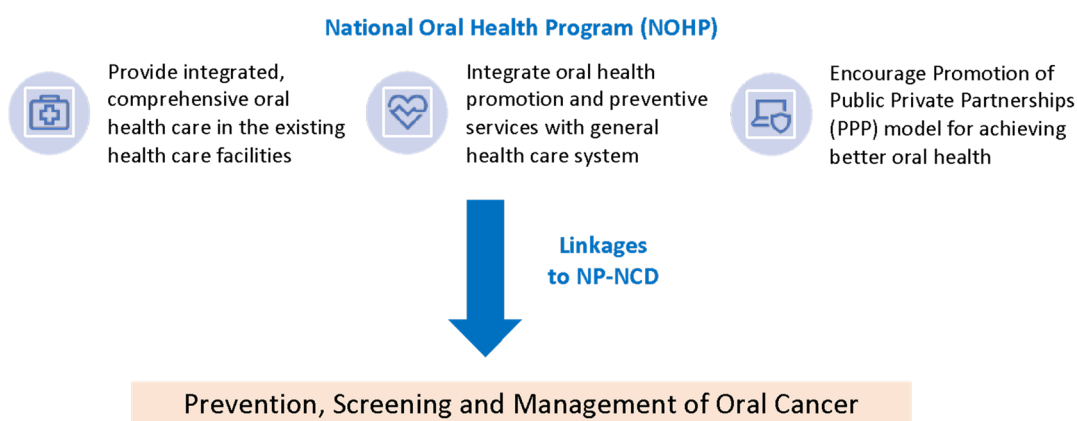 National Oral Health Program (NOHP)
Provide integrated,
comprehensive oral
health care in the existing
health care facilities
Integrate oral health
promotion and preventive
services with general
health care system
Encourage Promotion of
Public Private Partnerships
(PPP) model for achieving
better oral health
Linkages
to NP-NCD
Prevention, Screening and Management of Oral Cancer